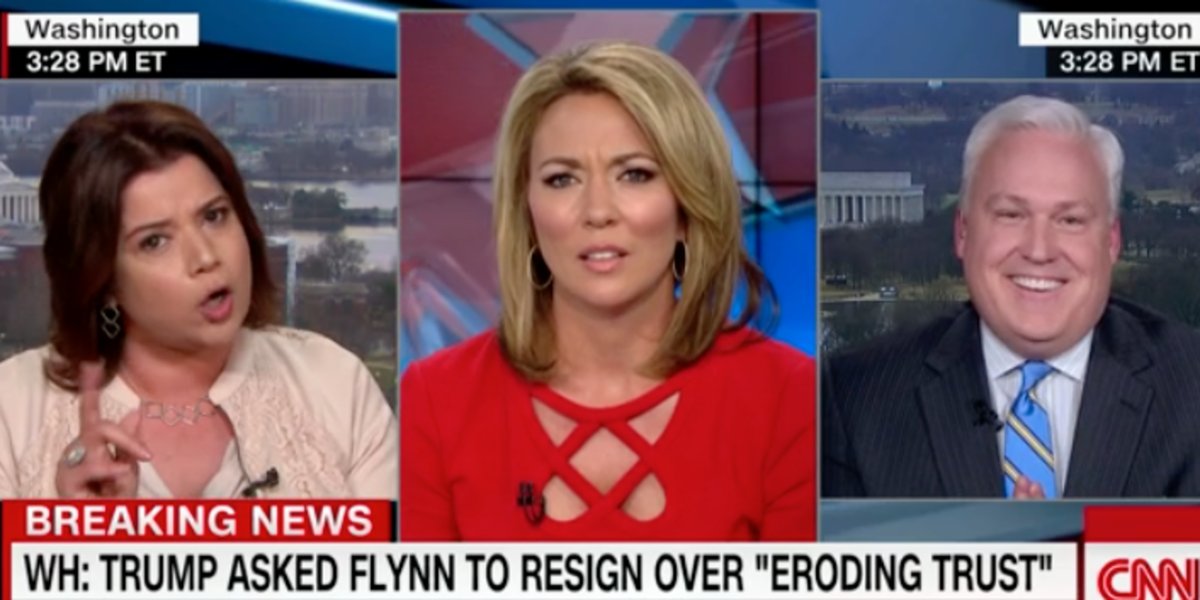 Washington
3:28 PM ET
Washington
3:28 PM ET
BREAKING NEWS
WH: TRUMP ASKED FLYNN TO RESIGN OVER "ERODING TRUST"
CNN